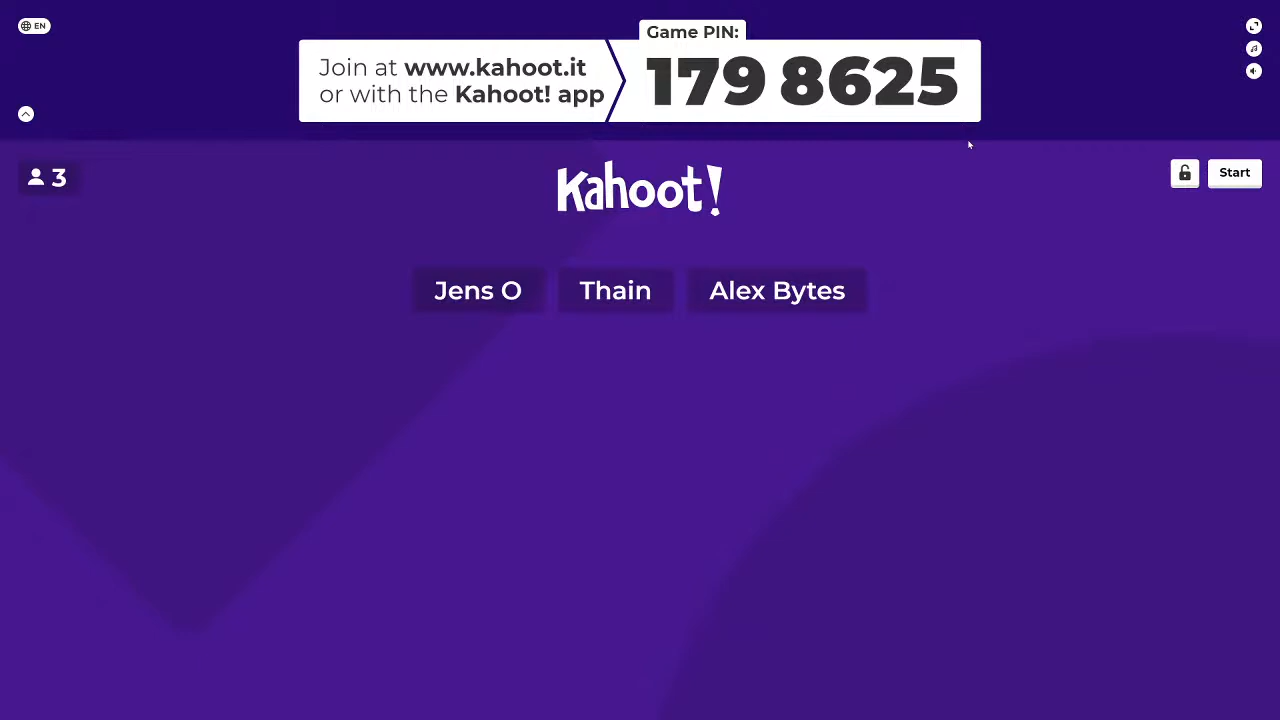 EN
Game PIN:
Join at www.kahoot.it
or with the Kahoot! app
179 8625
3
Kahoot!
Start
Jens O
Thain
Alex Bytes